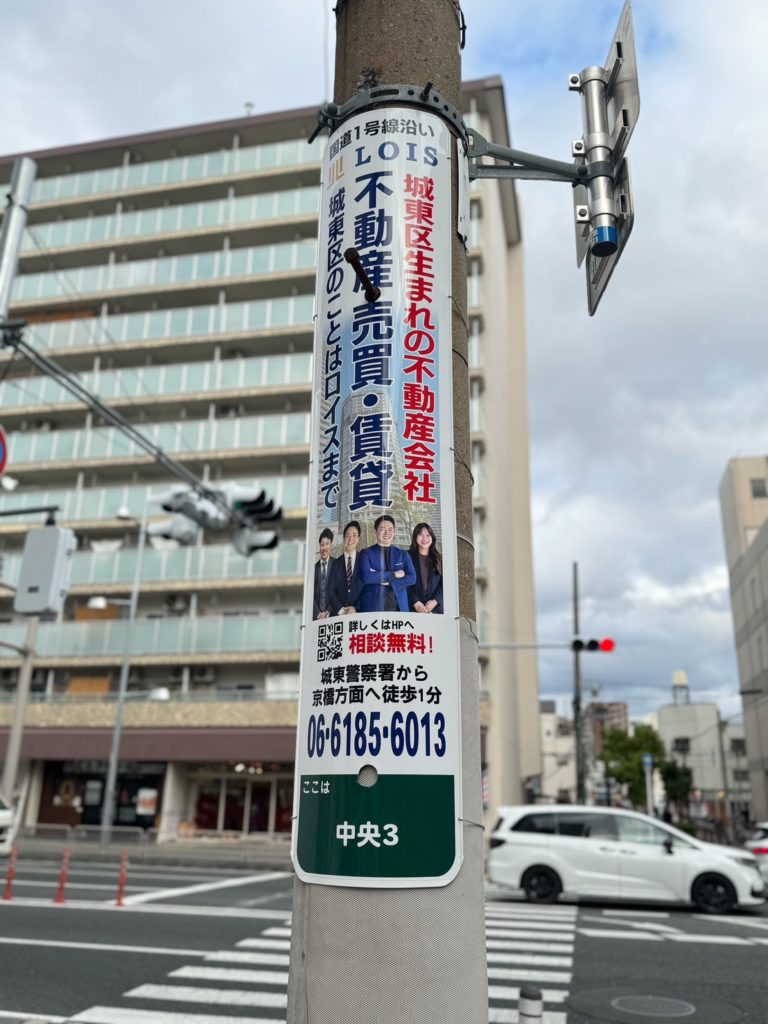 国道1号線沿い
LOIS
城東区生まれの不動産会社
不動産売買・賃貸
城東区のことはロイスまで
詳しくはHPへ
相談無料!
城東警察署から
京橋方面へ徒歩1分
06-6185-6013
ここは
中央3